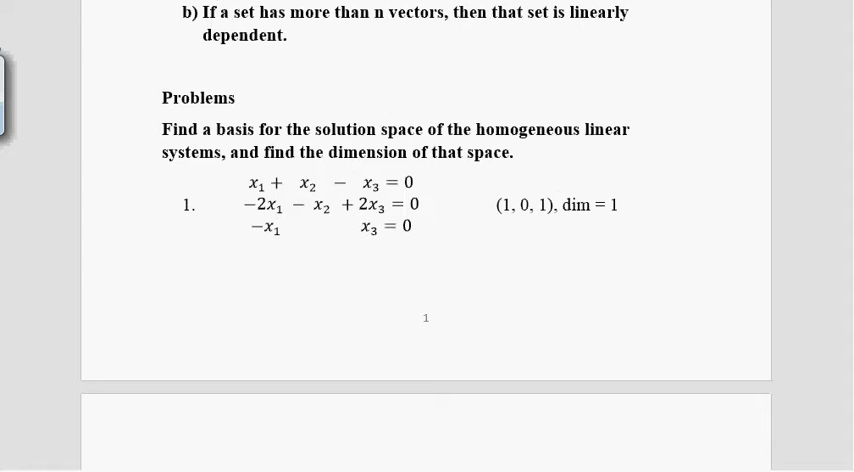 b) If a set has more than n vectors, then that set is linearly
dependent.
Problems
Find a basis for the solution space of the homogeneous linear
systems, and find the dimension of that space.
x₁ + x₂ − x₃ = 0
1. −2x₁ − x₂ + 2x₃ = 0 (1, 0, 1), dim = 1
−x₁ x₃ = 0
1